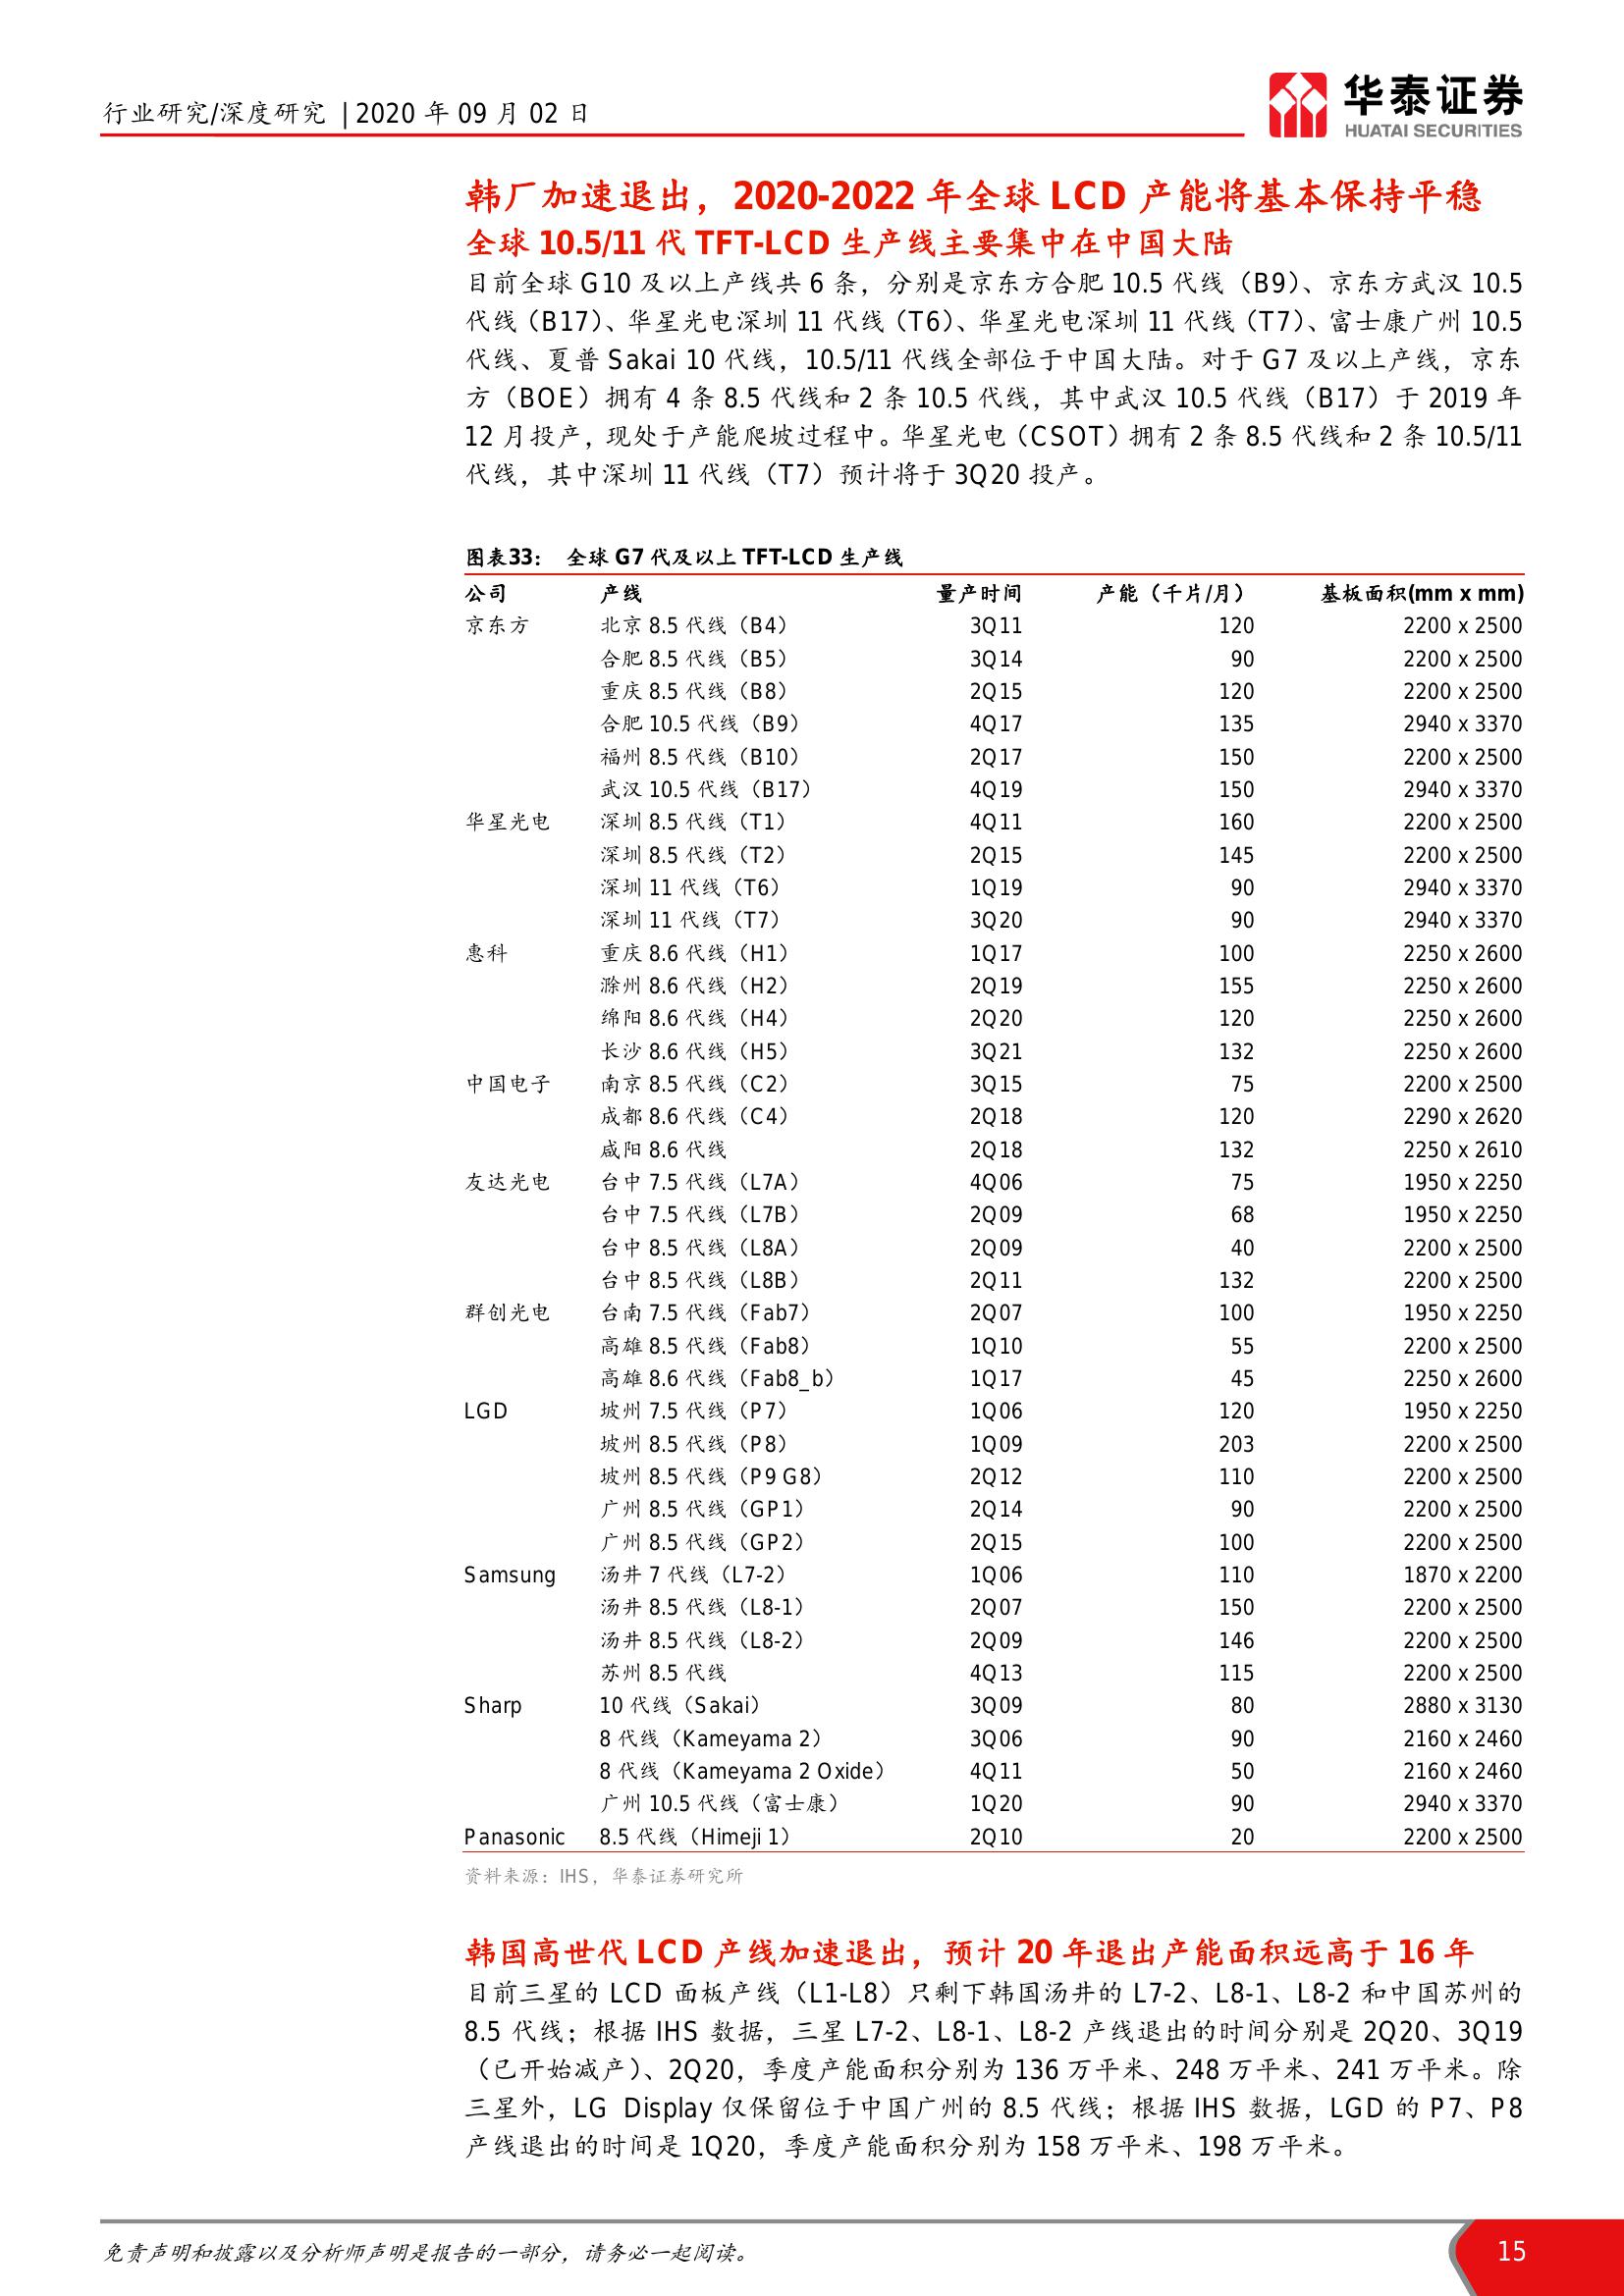 行业研究/深度研究 | 2020 年 09 月 02 日
华泰证券
HUATAI SECURITIES
韩厂加速退出，2020-2022 年全球 LCD 产能将基本保持平稳
全球 10.5/11 代 TFT-LCD 生产线主要集中在中国大陆
目前全球 G10 及以上产线共 6 条，分别是京东方合肥 10.5 代线（B9）、京东方武汉 10.5
代线（B17）、华星光电深圳 11 代线（T6）、华星光电深圳 11 代线（T7）、富士康广州 10.5
代线、夏普 Sakai 10 代线，10.5/11 代线全部位于中国大陆。对于 G7 及以上产线，京东
方（BOE）拥有 4 条 8.5 代线和 2 条 10.5 代线，其中武汉 10.5 代线（B17）于 2019 年
12 月投产，现处于产能爬坡过程中。华星光电（CSOT）拥有 2 条 8.5 代线和 2 条 10.5/11
代线，其中深圳 11 代线（T7）预计将于 3Q20 投产。
图表33： 全球 G7 代及以上 TFT-LCD 生产线
公司 产线 量产时间 产能（千片/月） 基板面积(mm x mm)
京东方 北京 8.5 代线（B4） 3Q11 120 2200 x 2500
合肥 8.5 代线（B5） 3Q14 90 2200 x 2500
重庆 8.5 代线（B8） 2Q15 120 2200 x 2500
合肥 10.5 代线（B9） 4Q17 135 2940 x 3370
福州 8.5 代线（B10） 2Q17 150 2200 x 2500
武汉 10.5 代线（B17） 4Q19 150 2940 x 3370
华星光电 深圳 8.5 代线（T1） 4Q11 160 2200 x 2500
深圳 8.5 代线（T2） 2Q15 145 2200 x 2500
深圳 11 代线（T6） 1Q19 90 2940 x 3370
深圳 11 代线（T7） 3Q20 90 2940 x 3370
惠科 重庆 8.6 代线（H1） 1Q17 100 2250 x 2600
滁州 8.6 代线（H2） 2Q19 155 2250 x 2600
绵阳 8.6 代线（H4） 2Q20 120 2250 x 2600
长沙 8.6 代线（H5） 3Q21 132 2250 x 2600
中国电子 南京 8.5 代线（C2） 3Q15 75 2200 x 2500
成都 8.6 代线（C4） 2Q18 120 2290 x 2620
咸阳 8.6 代线 2Q18 132 2250 x 2610
友达光电 台中 7.5 代线（L7A） 4Q06 75 1950 x 2250
台中 7.5 代线（L7B） 2Q09 68 1950 x 2250
台中 8.5 代线（L8A） 2Q09 40 2200 x 2500
台中 8.5 代线（L8B） 2Q11 132 2200 x 2500
群创光电 台南 7.5 代线（Fab7） 2Q07 100 1950 x 2250
高雄 8.5 代线（Fab8） 1Q10 55 2200 x 2500
高雄 8.6 代线（Fab8_b） 1Q17 45 2250 x 2600
LGD 坡州 7.5 代线（P7） 1Q06 120 1950 x 2250
坡州 8.5 代线（P8） 1Q09 203 2200 x 2500
坡州 8.5 代线（P9 G8） 2Q12 110 2200 x 2500
广州 8.5 代线（GP1） 2Q14 90 2200 x 2500
广州 8.5 代线（GP2） 2Q15 100 2200 x 2500
Samsung 汤井 7 代线（L7-2） 1Q06 110 1870 x 2200
汤井 8.5 代线（L8-1） 2Q07 150 2200 x 2500
汤井 8.5 代线（L8-2） 2Q09 146 2200 x 2500
苏州 8.5 代线 4Q13 115 2200 x 2500
Sharp 10 代线（Sakai） 3Q09 80 2880 x 3130
8 代线（Kameyama 2） 3Q06 90 2160 x 2460
8 代线（Kameyama 2 Oxide） 4Q11 50 2160 x 2460
广州 10.5 代线（富士康） 1Q20 90 2940 x 3370
Panasonic 8.5 代线（Himeji 1） 2Q10 20 2200 x 2500
资料来源：IHS，华泰证券研究所
韩国高世代 LCD 产线加速退出，预计 20 年退出产能面积远高于 16 年
目前三星的 LCD 面板产线（L1-L8）只剩下韩国汤井的 L7-2、L8-1、L8-2 和中国苏州的
8.5 代线；根据 IHS 数据，三星 L7-2、L8-1、L8-2 产线退出的时间分别是 2Q20、3Q19
（已开始减产）、2Q20，季度产能面积分别为 136 万平米、248 万平米、241 万平米。除
三星外，LG Display 仅保留位于中国广州的 8.5 代线；根据 IHS 数据，LGD 的 P7、P8
产线退出的时间是 1Q20，季度产能面积分别为 158 万平米、198 万平米。
免责声明和披露以及分析师声明是报告的一部分，请务必一起阅读。
15